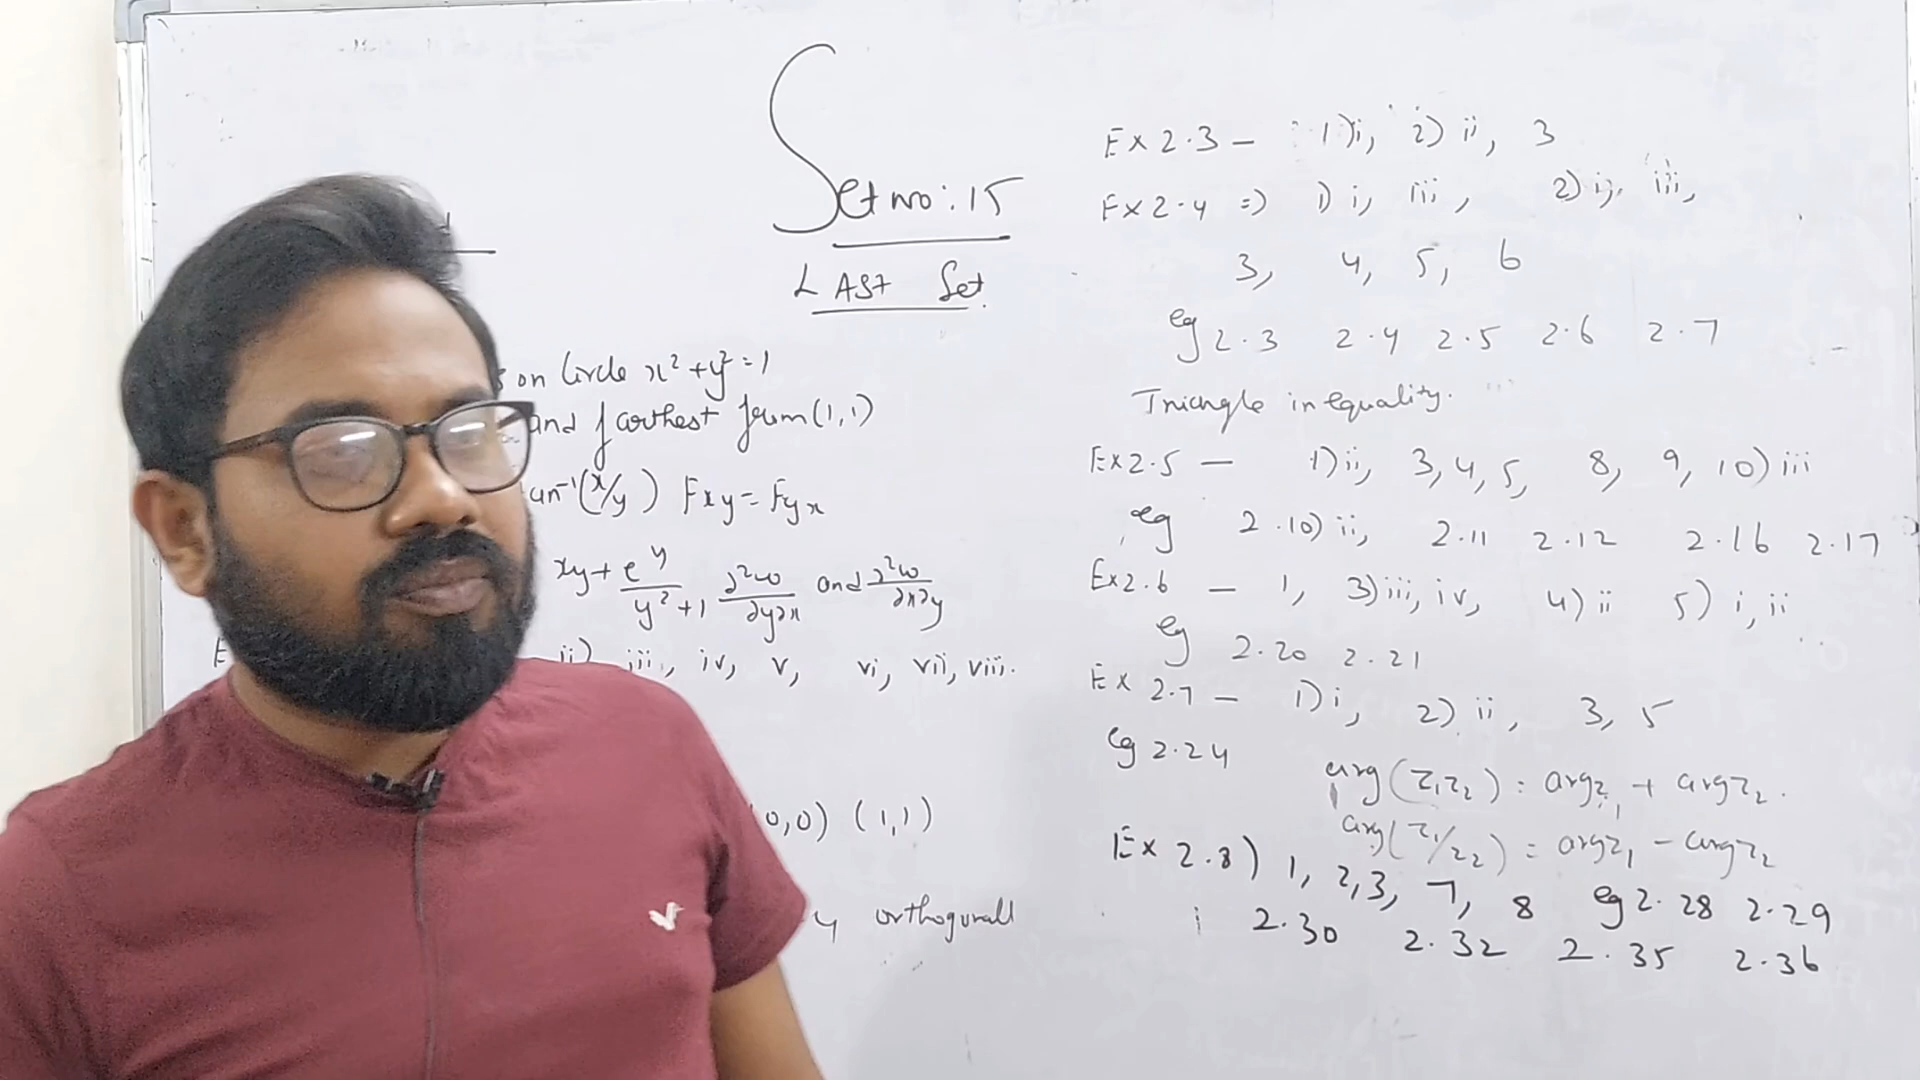 Set no: 15
LAST Set.
on Circle x² + y² = 1
and farthest from (1,1)
an⁻¹(x/y) Fxy = Fyx
xy + e^y/y²+1 ∂²w/∂y∂x and ∂²w/∂x∂y
E ii) iii, iv, v, vi, vii, viii.
0,0) (1,1)
y orthogonall
Ex 2.3 – 1) i, 2) ii, 3
Ex 2.4 => 1) i, iii, 2) ii, iii,
3, 4, 5, 6
eg 2.3 2.4 2.5 2.6 2.7
Triangle inequality.
Ex 2.5 – 1) ii, 3, 4, 5, 8, 9, 10) iii
eg 2.10) ii, 2.11 2.12 2.16 2.17
Ex 2.6 – 1, 3) iii, iv, 4) ii 5) i, ii
eg 2.20 2.21
Ex 2.7 – 1) i, 2) ii, 3, 5
eg 2.24
arg(z₁z₂) = argz₁ + argz₂.
arg(z₁/z₂) = argz₁ – argz₂
Ex 2.8) 1, 2, 3, 7, 8 eg 2.28 2.29
2.30 2.32 2.35 2.36